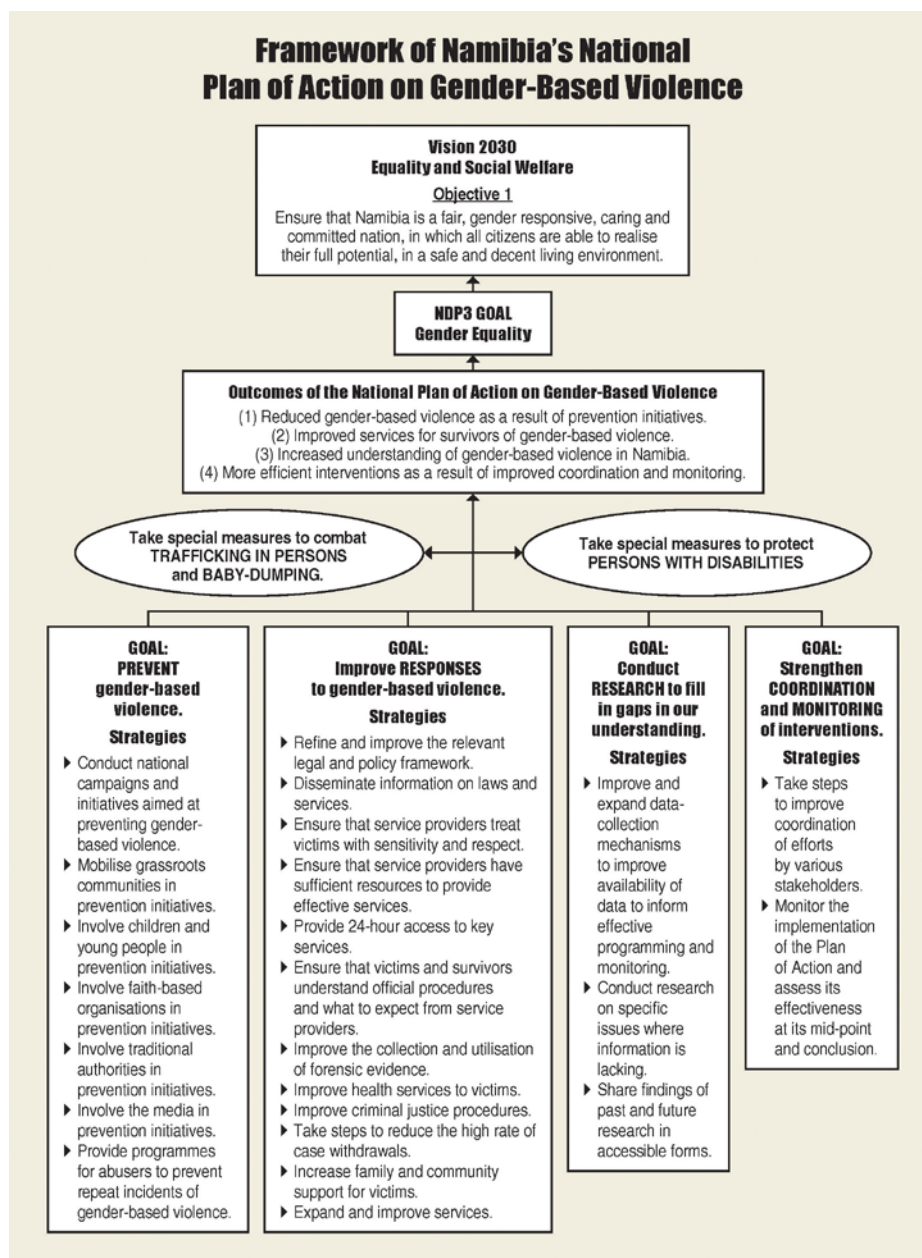 Framework of Namibia's National
Plan of Action on Gender-Based Violence
Vision 2030
Equality and Social Welfare
Objective 1
Ensure that Namibia is a fair, gender responsive, caring and
committed nation, in which all citizens are able to realise
their full potential, in a safe and decent living environment.
NDP3 GOAL
Gender Equality
Outcomes of the National Plan of Action on Gender-Based Violence
(1) Reduced gender-based violence as a result of prevention initiatives.
(2) Improved services for survivors of gender-based violence.
(3) Increased understanding of gender-based violence in Namibia.
(4) More efficient interventions as a result of improved coordination and monitoring.
Take special measures to combat
TRAFFICKING IN PERSONS
and BABY-DUMPING.
Take special measures to protect
PERSONS WITH DISABILITIES
GOAL:
PREVENT
gender-based
violence.
Strategies
Conduct national
campaigns and
initiatives aimed at
preventing gender-
based violence.
Mobilise grassroots
communities in
prevention initiatives.
Involve children and
young people in
prevention initiatives.
Involve faith-based
organisations in
prevention initiatives.
Involve traditional
authorities in
prevention initiatives.
Involve the media in
prevention initiatives.
Provide programmes
for abusers to prevent
repeat incidents of
gender-based violence.
GOAL:
Improve RESPONSES
to gender-based violence.
Strategies
Refine and improve the relevant
legal and policy framework.
Disseminate information on laws and
services.
Ensure that service providers treat
victims with sensitivity and respect.
Ensure that service providers have
sufficient resources to provide
effective services.
Provide 24-hour access to key
services.
Ensure that victims and survivors
understand official procedures
and what to expect from service
providers.
Improve the collection and utilisation
of forensic evidence.
Improve health services to victims.
Improve criminal justice procedures.
Take steps to reduce the high rate of
case withdrawals.
Increase family and community
support for victims.
Expand and improve services.
GOAL:
Conduct
RESEARCH to fill
in gaps in our
understanding.
Strategies
Improve and
expand data-
collection
mechanisms
to improve
availability of
data to inform
effective
programming and
monitoring.
Conduct research
on specific
issues where
information is
lacking.
Share findings of
past and future
research in
accessible forms.
GOAL:
Strengthen
COORDINATION
and MONITORING
of interventions.
Strategies
Take steps
to improve
coordination
of efforts
by various
stakeholders.
Monitor the
implementation
of the Plan
of Action and
assess its
effectiveness
at its mid-point
and conclusion.